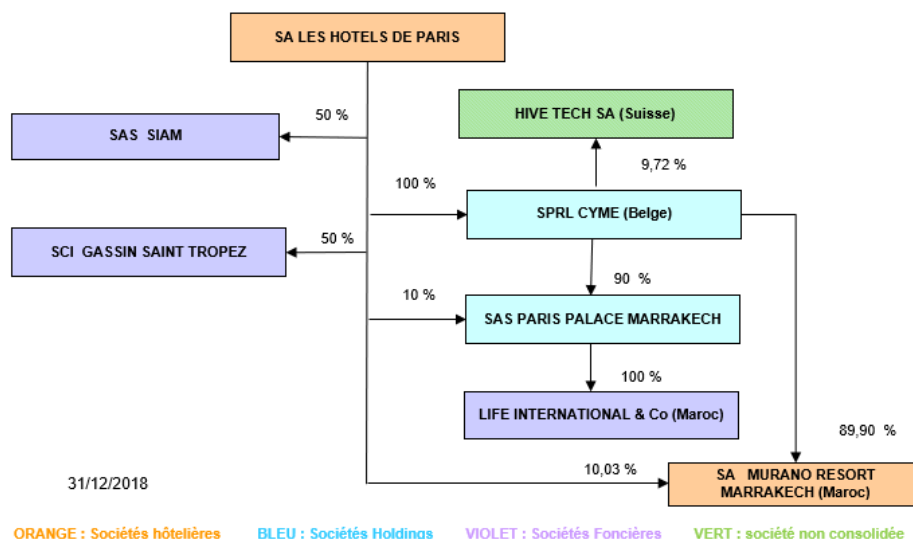 SA LES HOTELS DE PARIS
50 %
SAS SIAM
HIVE TECH SA (Suisse)
9,72 %
100 %
SPRL CYME (Belge)
SCI GASSIN SAINT TROPEZ
50 %
90 %
10 %
SAS PARIS PALACE MARRAKECH
100 %
LIFE INTERNATIONAL & Co (Maroc)
89,90 %
10,03 %
SA MURANO RESORT
MARRAKECH (Maroc)
31/12/2018
ORANGE : Sociétés hôtelières BLEU : Sociétés Holdings VIOLET : Sociétés Foncières VERT : société non consolidée